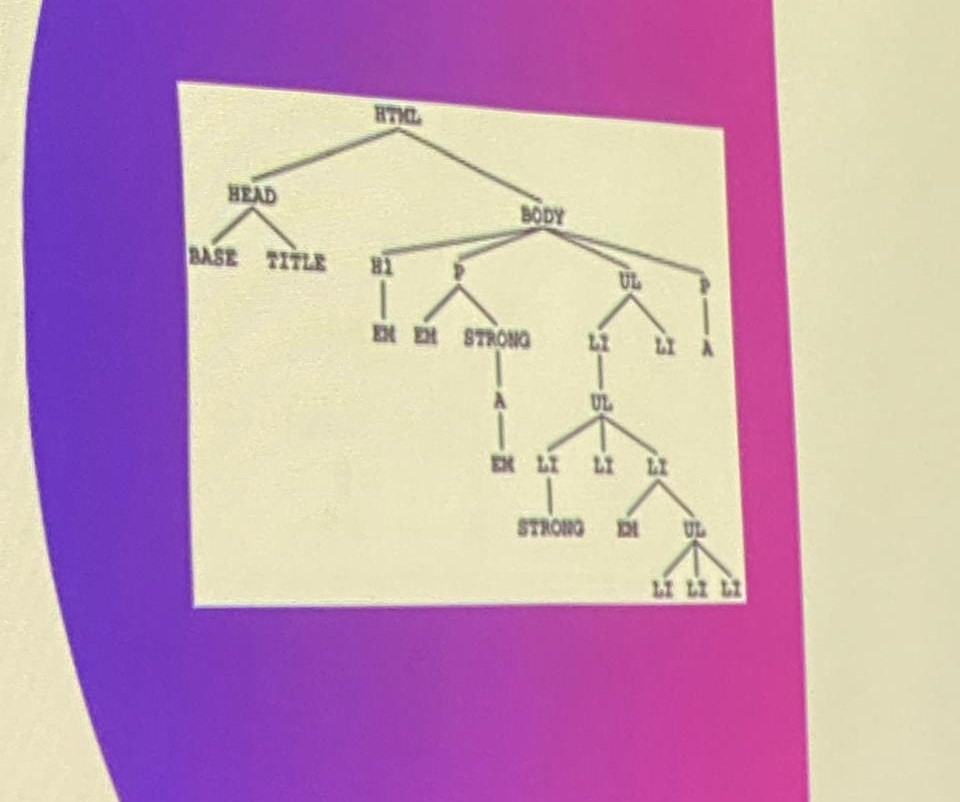 HTML
HEAD
BODY
BASE TITLE H1 P UL P
EM EM STRONG LI LI A
A UL
EM LI LI LI
STRONG EM UL
LI LI LI